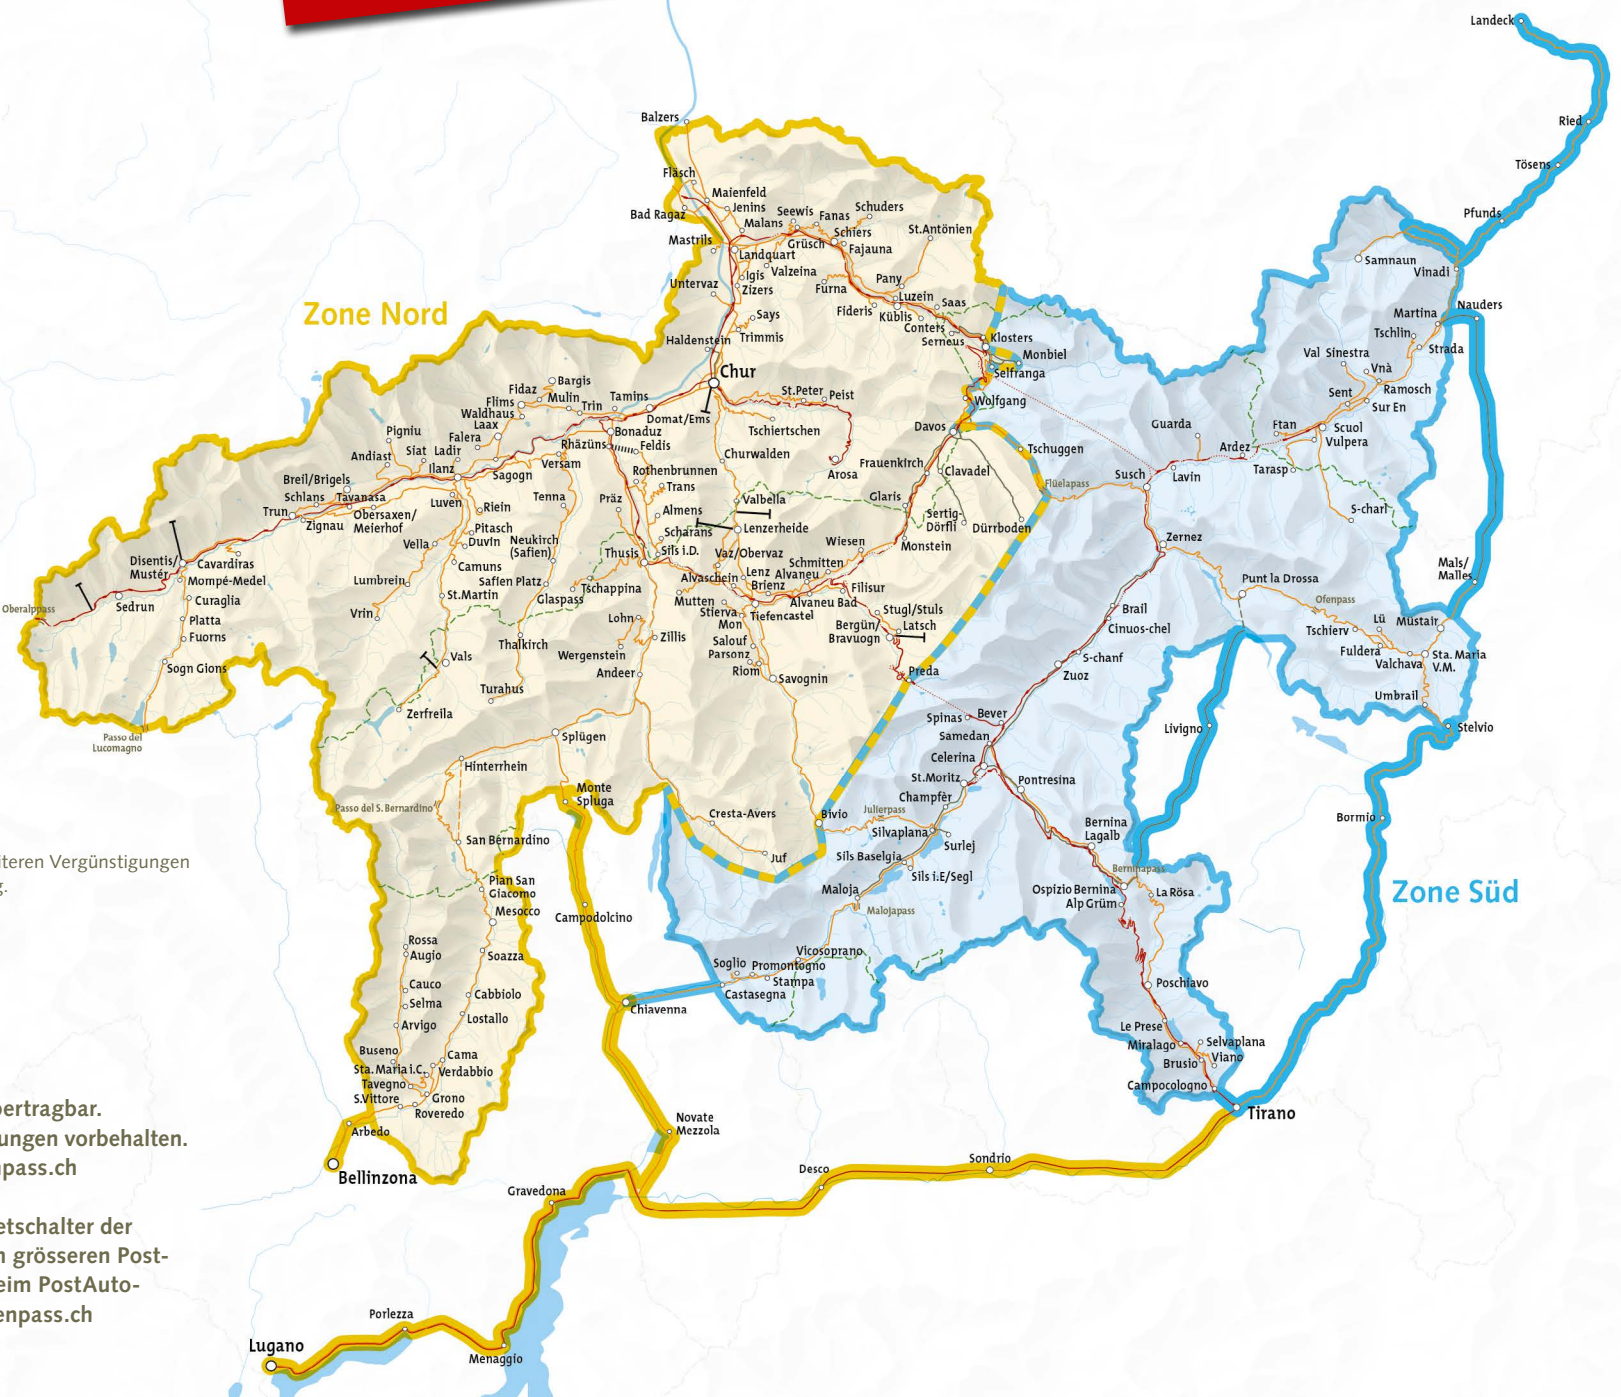 Landeck
Ried
Tösens
Pfunds
Balzers
Fläsch
Maienfeld
Bad Ragaz
Jenins
Malans
Seewis
Fanas
Schuders
St.Antönien
Mastrils
Landquart
Grüsch
Schiers
Fajauna
Igis
Valzeina
Zizers
Untervaz
Furna
Pany
Luzein
Saas
Fideris
Küblis
Conters
Serneus
Klosters
Monbiel
Selfranga
Says
Trimmis
Haldenstein
Samnaun
Vinadi
Nauders
Martina
Tschlin
Strada
Val Sinestra
Vnà
Ramosch
Sent
Sur En
Zone Nord
Chur
St.Peter
Peist
Wolfgang
Davos
Tschuggen
Bargis
Fidaz
Mulin
Flims
Waldhaus
Trin
Tamins
Laax
Domat/Ems
Tschiertschen
Bonaduz
Falera
Pigniu
Siat
Ladir
Andiast
Ilanz
Rhäzüns
Feldis
Versam
Sagogn
Churwalden
Arosa
Frauenkirch
Clavadel
Guarda
Ftan
Scuol
Vulpera
Ardez
Tarasp
Susch
Lavin
Flüelapass
S-charl
Breil/Brigels
Schlans
Tavanasa
Trun
Zignau
Obersaxen/
Meierhof
Luven
Riein
Tenna
Präz
Rothenbrunnen
Trans
Almens
Valbella
Glaris
Sertig-
Dörfli
Dürrboden
Scharans
Lenzerheide
Pitasch
Duvin
Vella
Neukirch
(Safien)
Thusis
Sils i.D.
Vaz/Obervaz
Wiesen
Monstein
Zernez
Disentis/
Mustér
Cavardiras
Mompé-Medel
Curaglia
Platta
Fuorns
Sogn Gions
Sedrun
Oberalppass
Camuns
Lumbrein
Safien Platz
St.Martin
Vrin
Glaspass
Tschappina
Alvaschein
Lenz
Brienz
Alvaneu
Schmitten
Filisur
Mutten
Stierva
Mon
Tiefencastel
Alvaneu Bad
Stugl/Stuls
Latsch
Bergün/
Bravuogn
Preda
Salouf
Parsonz
Riom
Savognin
Lohn
Zillis
Wergenstein
Andeer
Thalkirch
Turahus
Vals
Zerfreila
Passo del
Lucomagno
Mals/
Malles
Punt la Drossa
Ofenpass
Brail
Cinuos-chel
Lü
Tschierv
Müstair
Fuldera
Valchava
Sta. Maria
V.M.
Umbrail
Stelvio
S-chanf
Zuoz
Spinas
Bever
Samedan
Celerina
St.Moritz
Champfèr
Pontresina
Livigno
Bormio
Splügen
Hinterrhein
Monte
Spluga
Passo del S. Bernardino
San Bernardino
Cresta-Avers
Juf
Bivio
Julierpass
Silvaplana
Surlej
Sils Baselgia
Sils i.E/Segl
Maloja
Malojapass
Bernina
Lagalb
Berninapass
Ospizio Bernina
La Rösa
Alp Grüm
Zone Süd
iteren Vergünstigungen
g.
Pian San
Giacomo
Mesocco
Campodolcino
Rossa
Augio
Soazza
Cauco
Selma
Cabbiolo
Lostallo
Arvigo
Buseno
Cama
Sta. Maria i.C.
Verdabbio
Tavegno
Grono
S.Vittore
Roveredo
Arbedo
Bellinzona
Vicosoprano
Soglio
Promontogno
Stampa
Castasegna
Chiavenna
Poschiavo
Le Prese
Miralago
Selvaplana
Viano
Brusio
Campocologno
Tirano
Novate
Mezzola
Desco
Sondrio
Gravedona
Porlezza
Menaggio
Lugano
bertragbar.
ungen vorbehalten.
npass.ch
etschalter der
n grösseren Post-
eim PostAuto-
enpass.ch